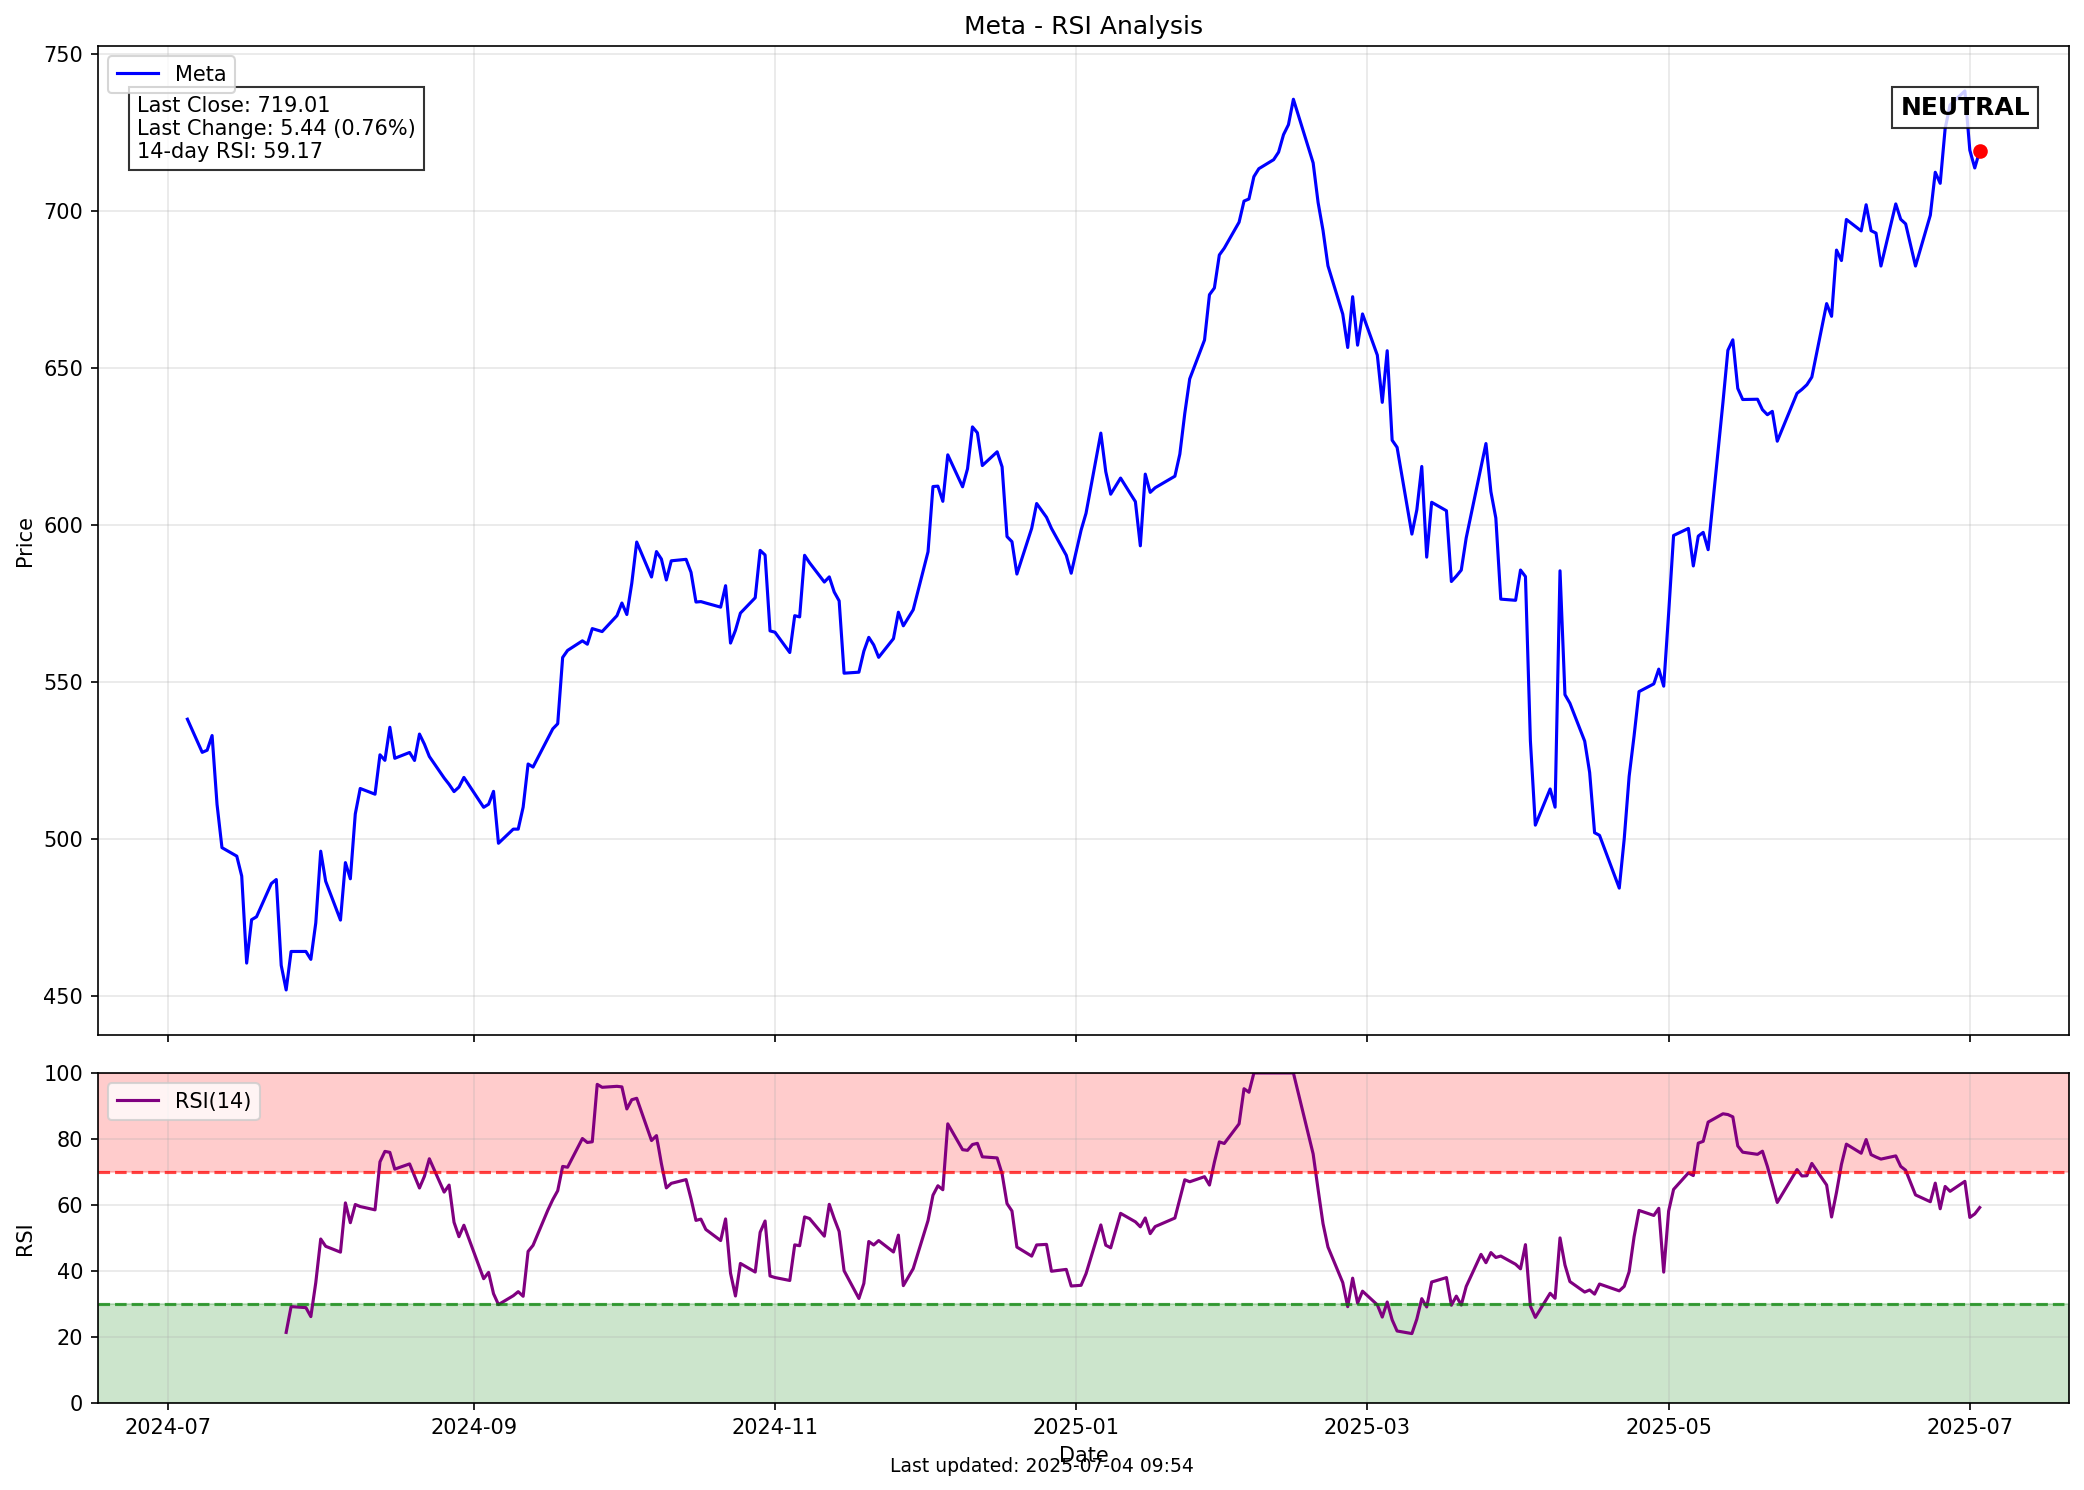 Meta - RSI Analysis
Meta
Last Close: 719.01
Last Change: 5.44 (0.76%)
14-day RSI: 59.17
NEUTRAL
750
700
650
600
550
500
450
Price
RSI(14)
100
80
60
40
20
0
RSI
2024-07
2024-09
2024-11
2025-01
2025-03
2025-05
2025-07
Date
Last updated: 2025-07-04 09:54